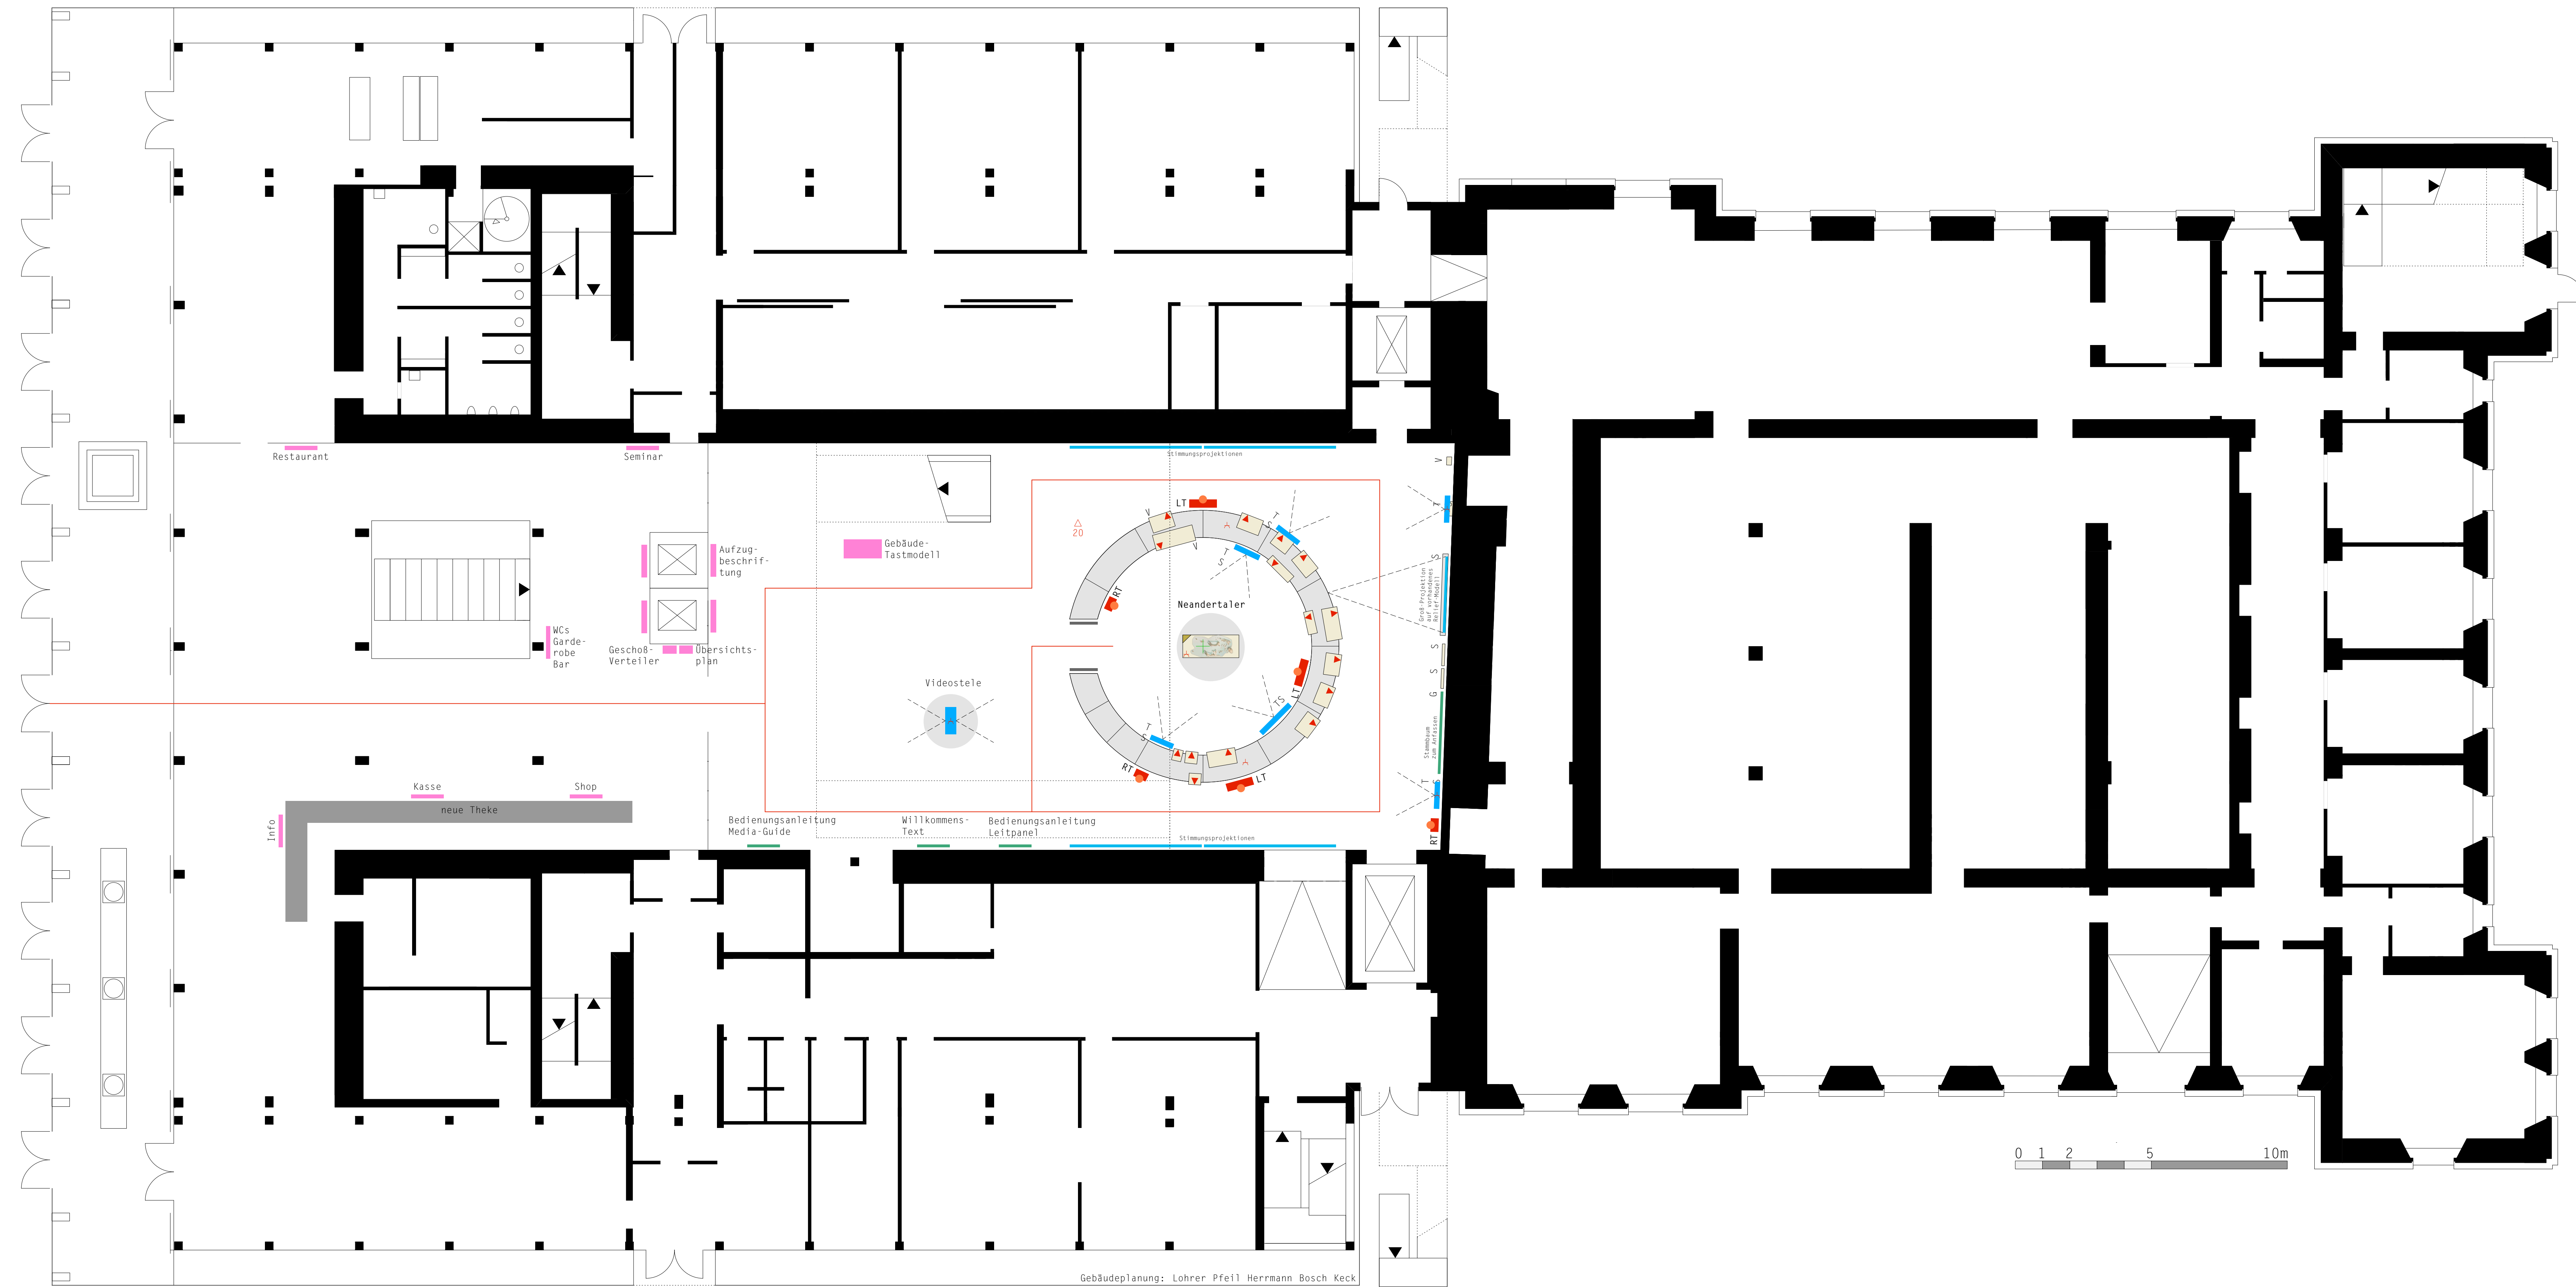 Restaurant
Seminar
Stimmungsprojektionen
V
LT
V
V
T
S
T
S
T
20
RT
Gebäude-
Tastmodell
Aufzug-
beschrif-
tung
WCs
Garde-
robe
Bar
Geschoß-
Verteiler
Übersichts-
plan
Neandertaler
Groß-Projektion
auf vorhandenes
Relief-Modell
S
S
S
G
LT
TS
Videostele
Stammbaum
zum Anfassen
T
S
T
S
RT
LT
RT
Kasse
Shop
neue Theke
Info
Bedienungsanleitung
Media-Guide
Willkommens-
Text
Bedienungsanleitung
Leitpanel
Stimmungsprojektionen
0 1 2 5 10m
Gebäudeplanung: Lohrer Pfeil Herrmann Bosch Keck